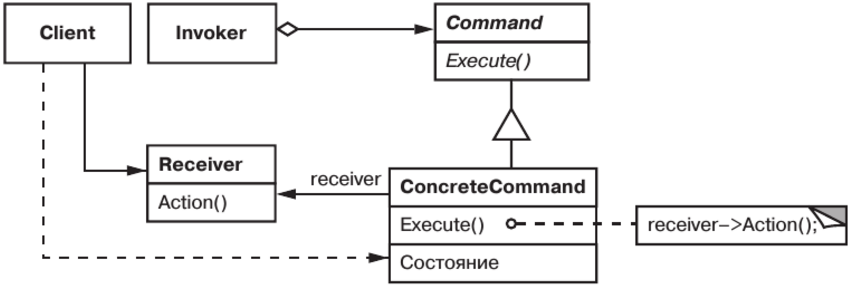 Client
Invoker
Command
Execute()
Receiver
Action()
receiver
ConcreteCommand
Execute()
receiver–>Action();
Состояние